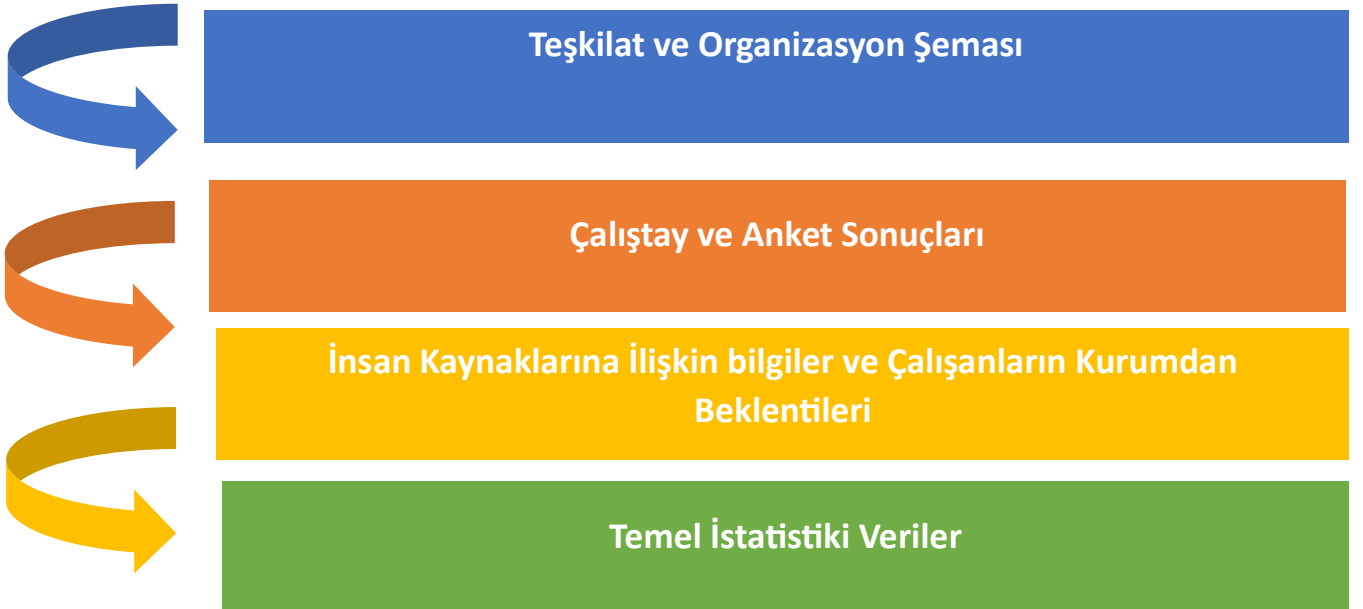 Teşkilat ve Organizasyon Şeması
Çalıştay ve Anket Sonuçları
İnsan Kaynaklarına İlişkin bilgiler ve Çalışanların Kurumdan
Beklentileri
Temel İstatistiki Veriler